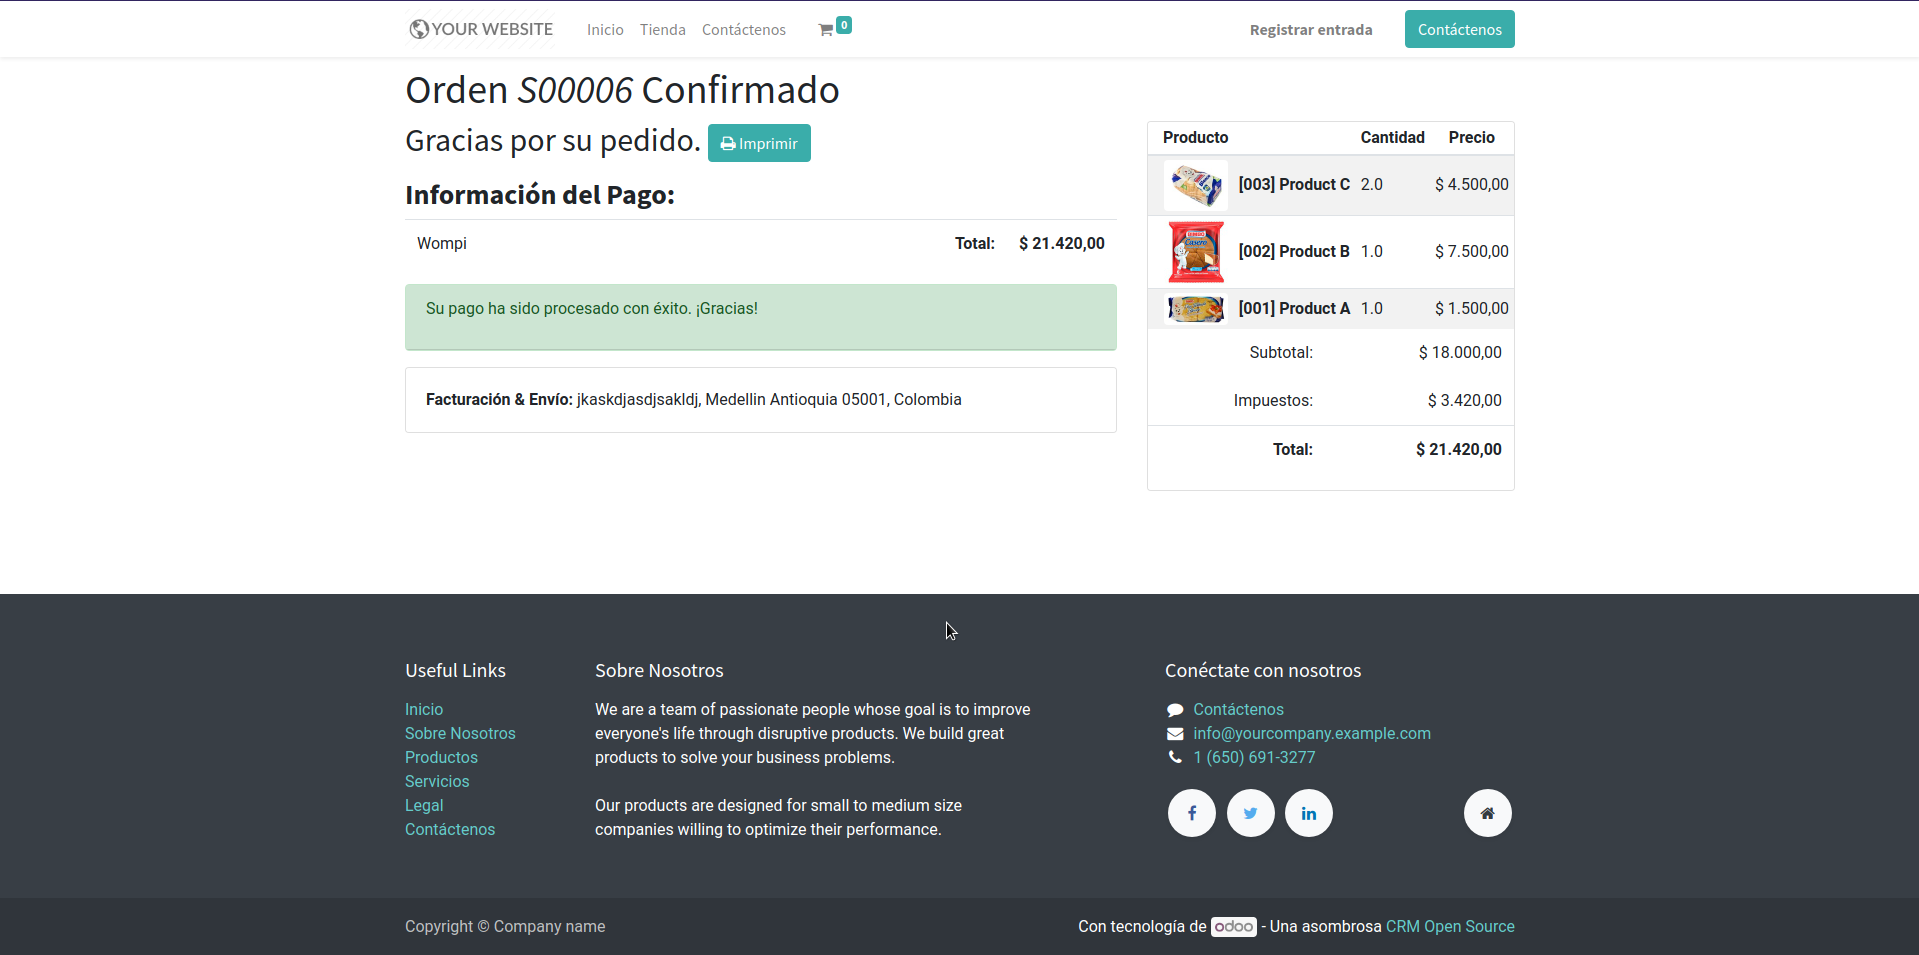 YOUR WEBSITE Inicio Tienda Contáctenos 0 Registrar entrada Contáctenos
Orden S00006 Confirmado
Gracias por su pedido. Imprimir
Información del Pago:
Wompi Total: $ 21.420,00
Su pago ha sido procesado con éxito. ¡Gracias!
Facturación & Envío: jkaskdjasdjsakldj, Medellin Antioquia 05001, Colombia
Producto Cantidad Precio
[003] Product C 2.0 $ 4.500,00
[002] Product B 1.0 $ 7.500,00
[001] Product A 1.0 $ 1.500,00
Subtotal: $ 18.000,00
Impuestos: $ 3.420,00
Total: $ 21.420,00
Useful Links
Inicio
Sobre Nosotros
Productos
Servicios
Legal
Contáctenos
Sobre Nosotros
We are a team of passionate people whose goal is to improve
everyone's life through disruptive products. We build great
products to solve your business problems.
Our products are designed for small to medium size
companies willing to optimize their performance.
Conéctate con nosotros
Contáctenos
info@yourcompany.example.com
1 (650) 691-3277
Copyright © Company name
Con tecnología de odoo - Una asombrosa CRM Open Source